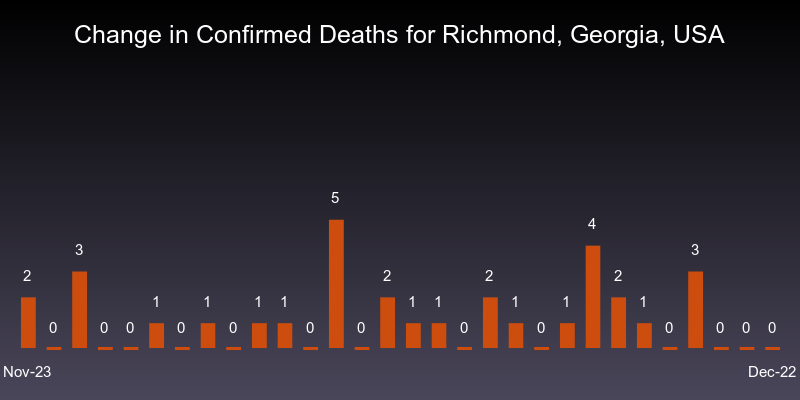 Change in Confirmed Deaths for Richmond, Georgia, USA
2 0 3 0 0 1 0 1 0 1 1 0 5 0 2 1 1 0 2 1 0 1 4 2 1 0 3 0 0 0
Nov-23 Dec-22